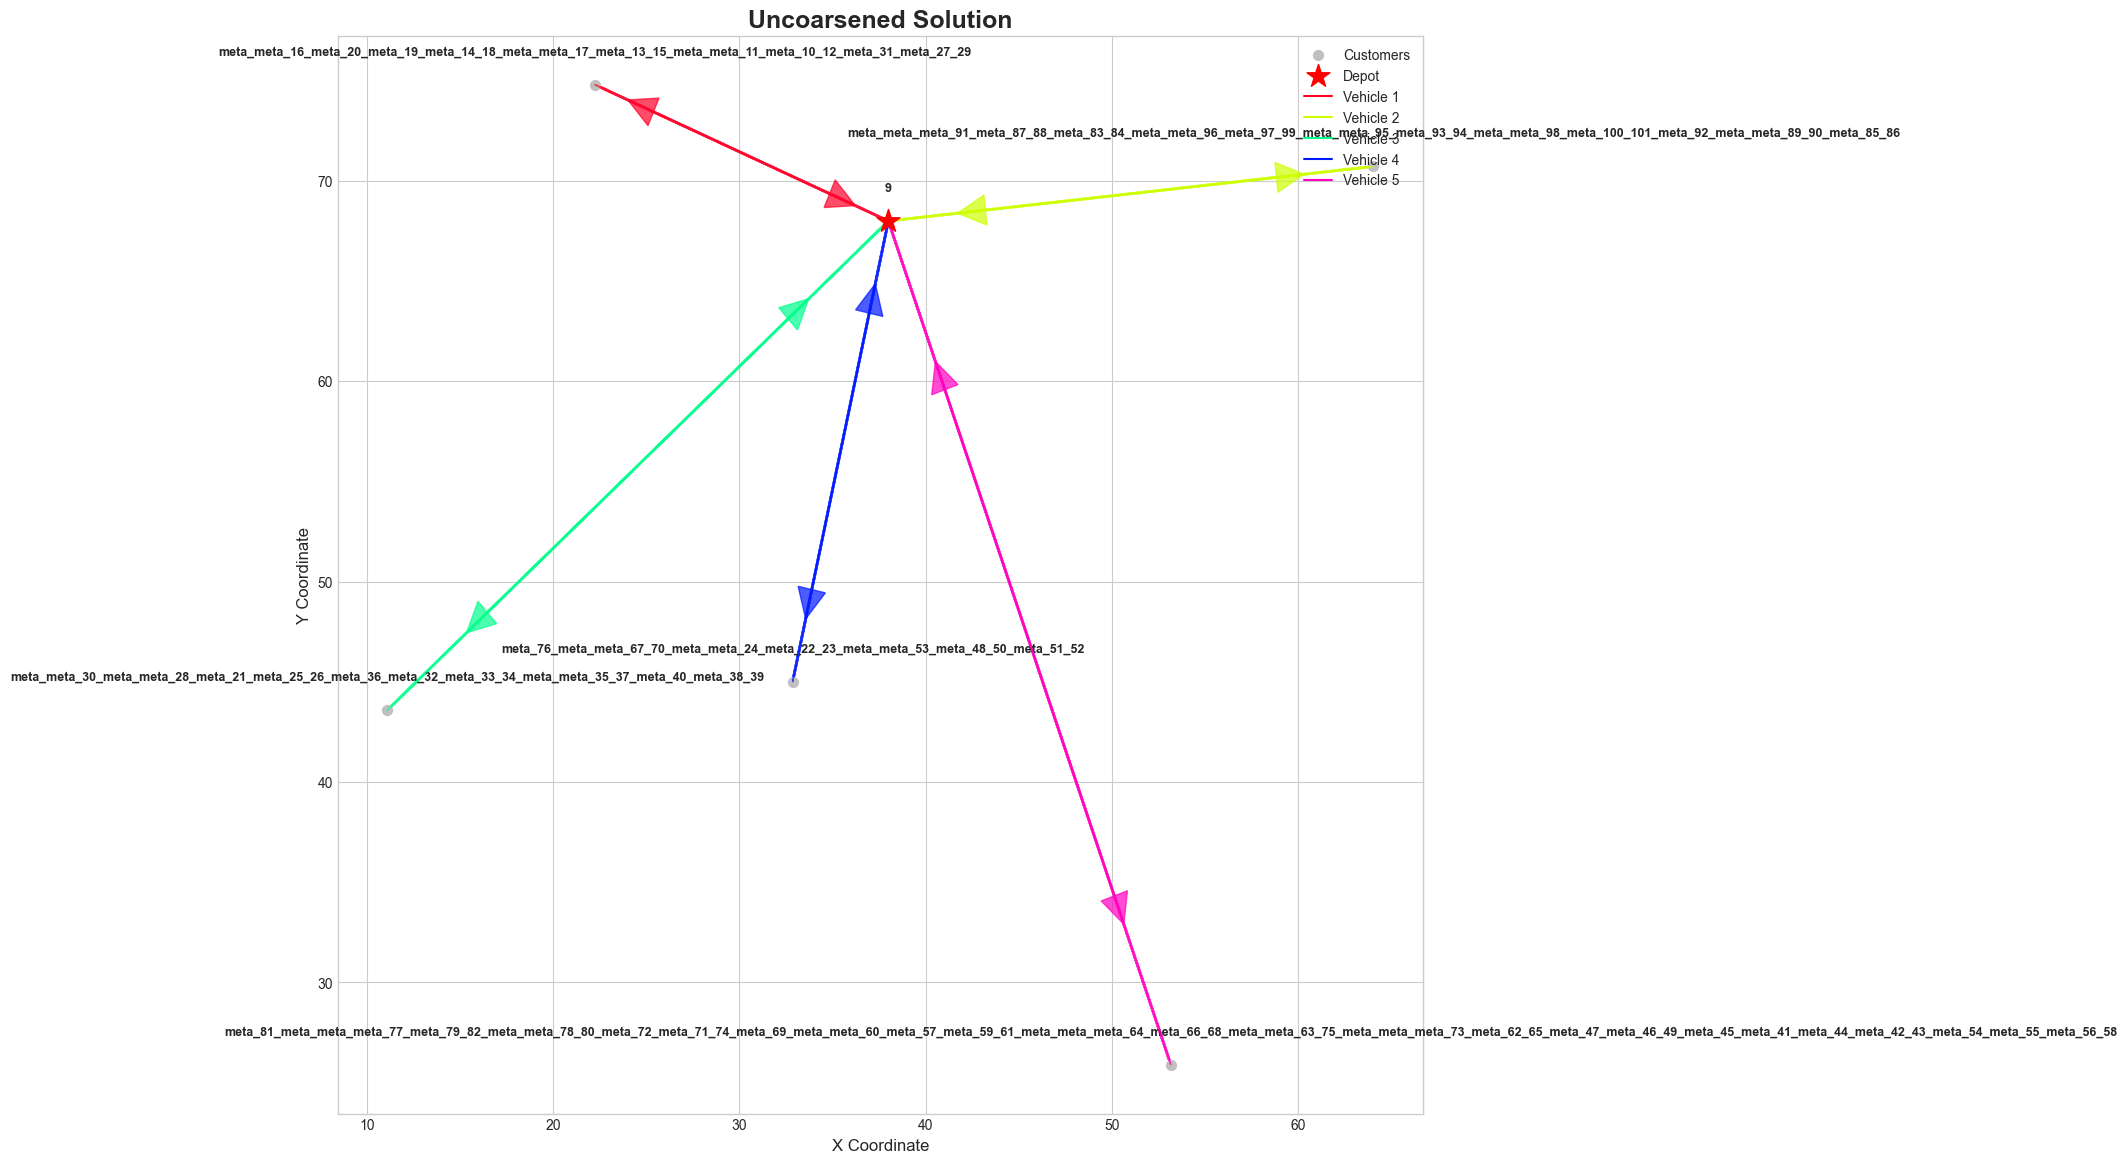 Uncoarsened Solution
meta_meta_16_meta_20_meta_19_meta_14_18_meta_meta_17_meta_13_15_meta_meta_11_meta_10_12_meta_31_meta_27_29
Customers
Depot
Vehicle 1
Vehicle 2
meta_meta_meta_91_meta_87_88_meta_83_84_meta_meta_96_meta_97_99_meta_meta_95_meta_93_94_meta_meta_98_meta_100_101_meta_92_meta_meta_89_90_meta_85_86
Vehicle 3
Vehicle 4
Vehicle 5
9
70
60
50
40
30
Y Coordinate
meta_76_meta_meta_67_70_meta_meta_24_meta_22_23_meta_meta_53_meta_48_50_meta_51_52
meta_meta_30_meta_meta_28_meta_21_meta_25_26_meta_36_meta_32_meta_33_34_meta_meta_35_37_meta_40_meta_38_39
meta_81_meta_meta_meta_77_meta_79_82_meta_meta_78_80_meta_72_meta_71_74_meta_69_meta_meta_60_meta_57_meta_59_61_meta_meta_meta_64_meta_66_68_meta_meta_63_75_meta_meta_meta_73_meta_62_65_meta_47_meta_46_49_meta_45_meta_41_meta_44_meta_42_43_meta_54_meta_55_meta_56_58
10
20
30
40
50
60
X Coordinate